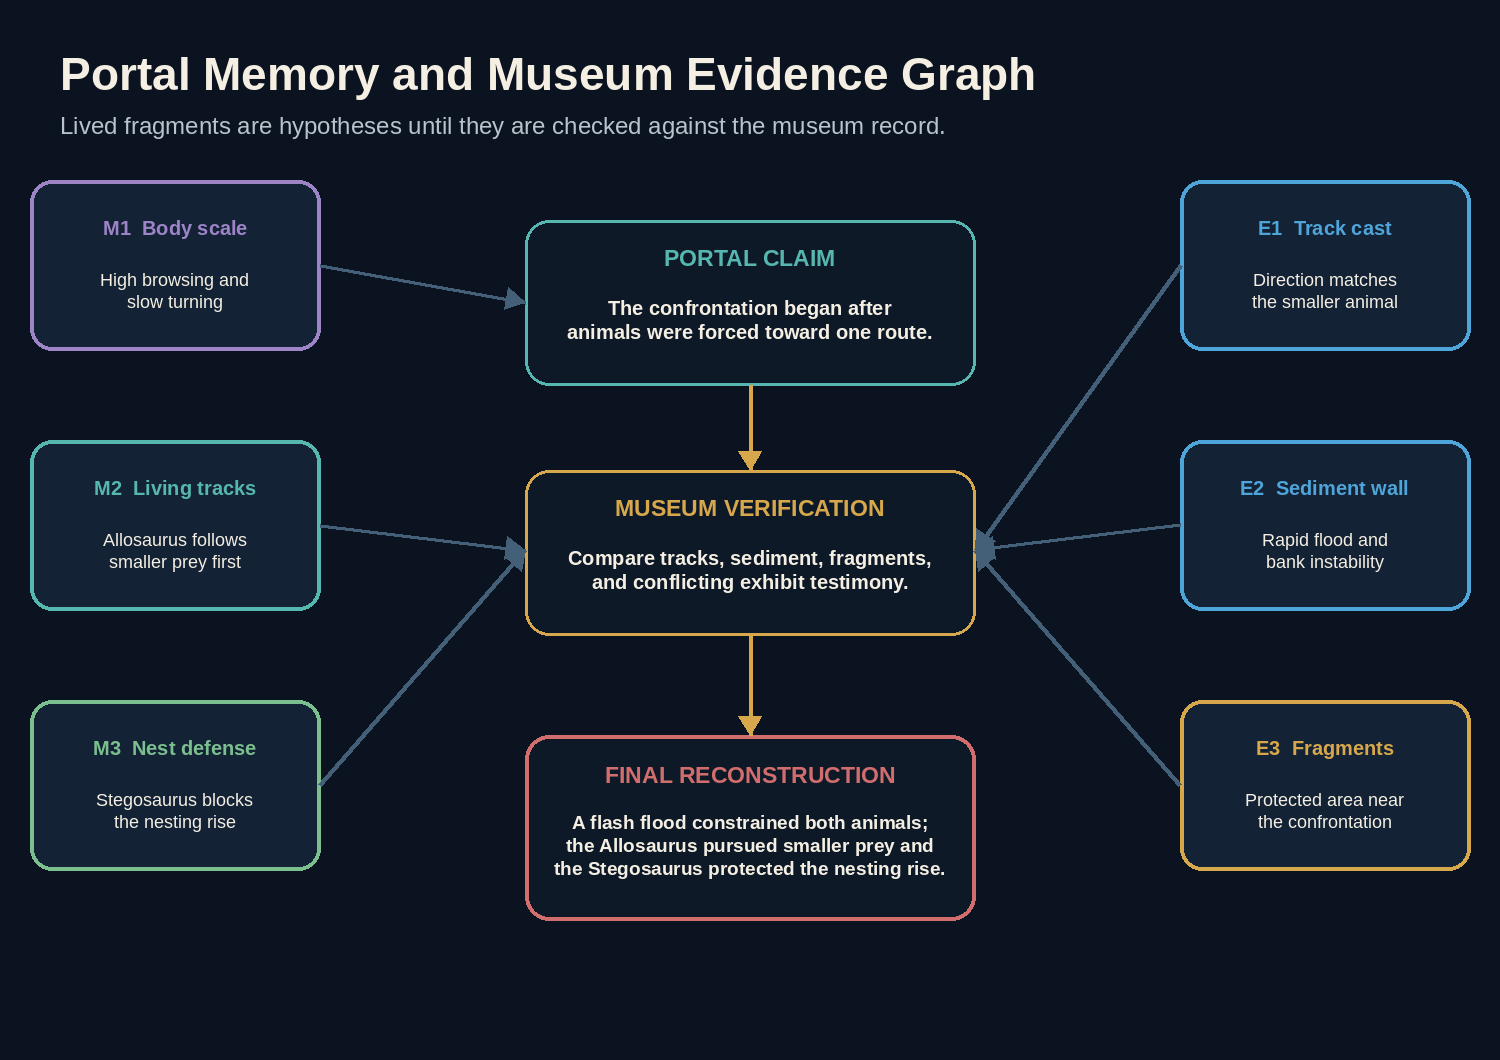 Portal Memory and Museum Evidence Graph
Lived fragments are hypotheses until they are checked against the museum record.
M1 Body scale
High browsing and
slow turning
M2 Living tracks
Allosaurus follows
smaller prey first
M3 Nest defense
Stegosaurus blocks
the nesting rise
PORTAL CLAIM
The confrontation began after
animals were forced toward one route.
MUSEUM VERIFICATION
Compare tracks, sediment, fragments,
and conflicting exhibit testimony.
FINAL RECONSTRUCTION
A flash flood constrained both animals;
the Allosaurus pursued smaller prey and
the Stegosaurus protected the nesting rise.
E1 Track cast
Direction matches
the smaller animal
E2 Sediment wall
Rapid flood and
bank instability
E3 Fragments
Protected area near
the confrontation